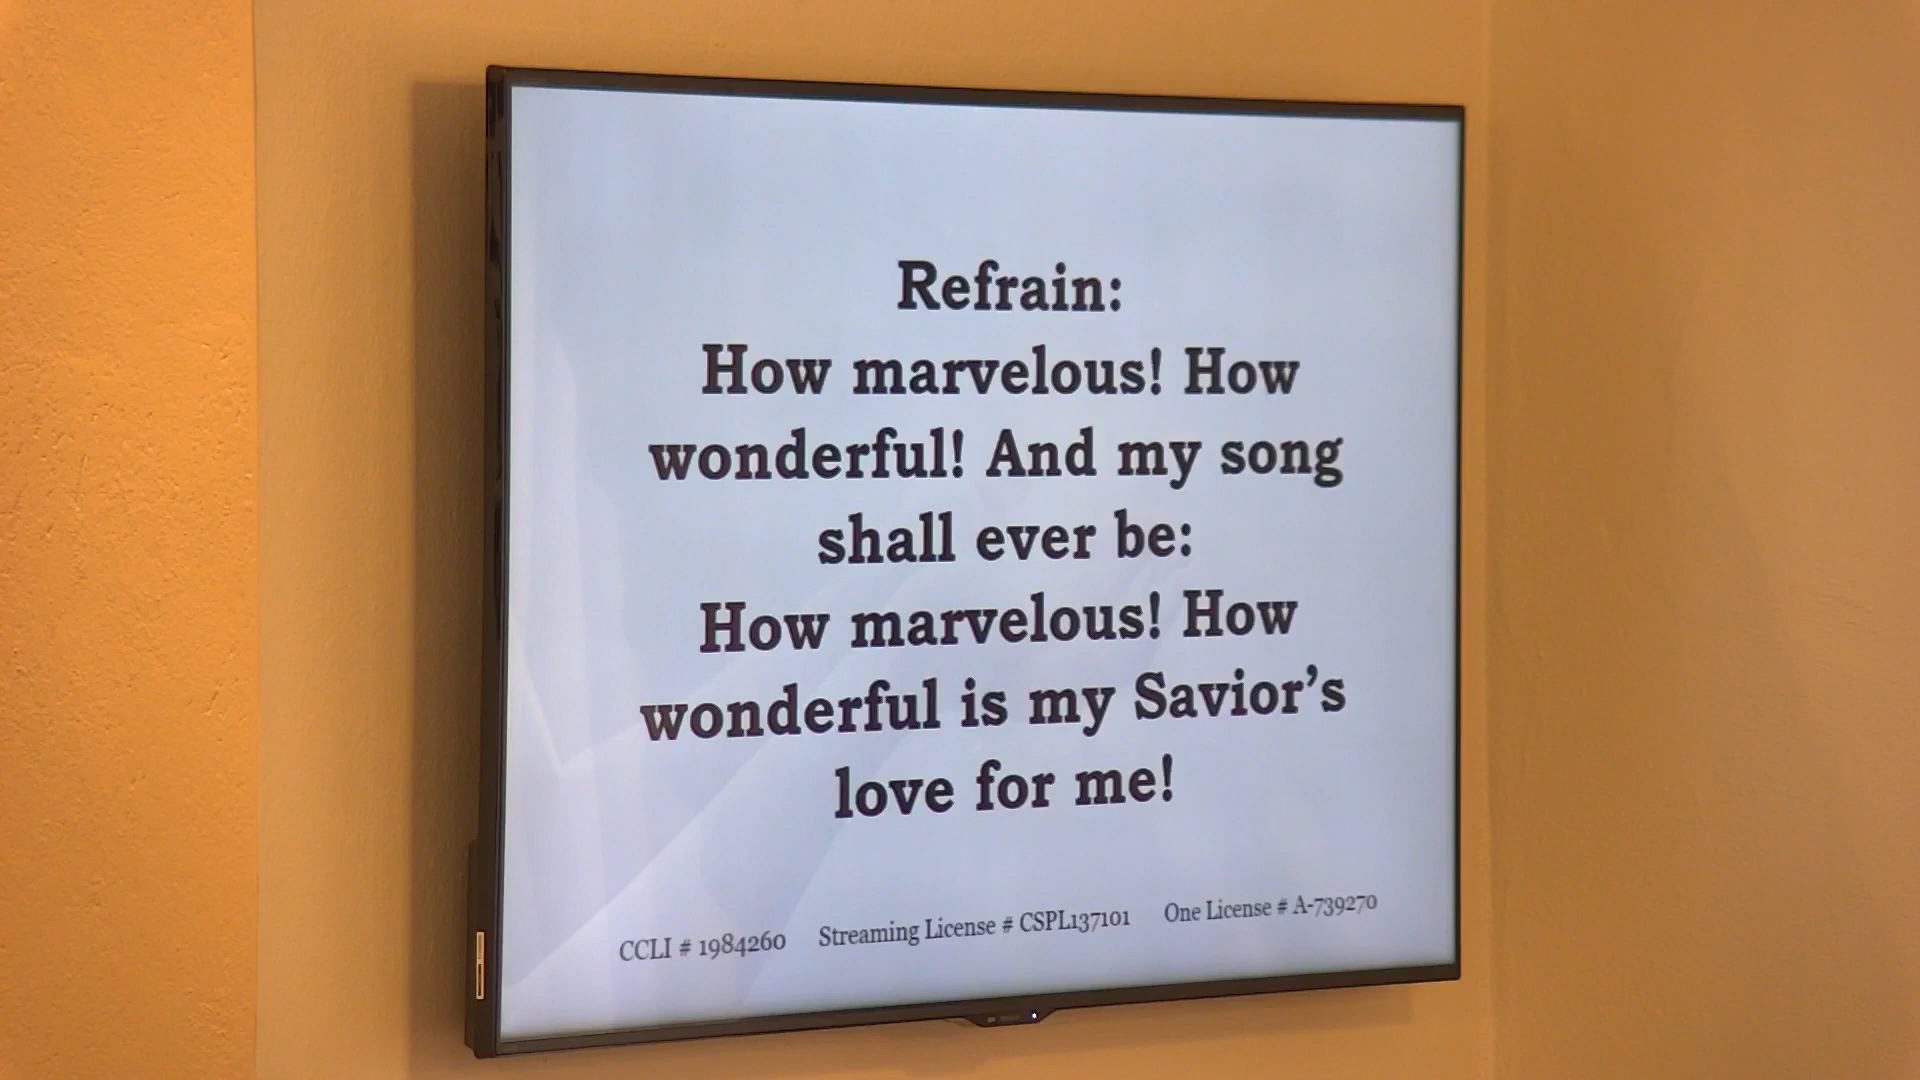 Refrain:
How marvelous! How
wonderful! And my song
shall ever be:
How marvelous! How
wonderful is my Savior’s
love for me!
CCLI # 1984260 Streaming License # CSPL137101 One License # A-739270